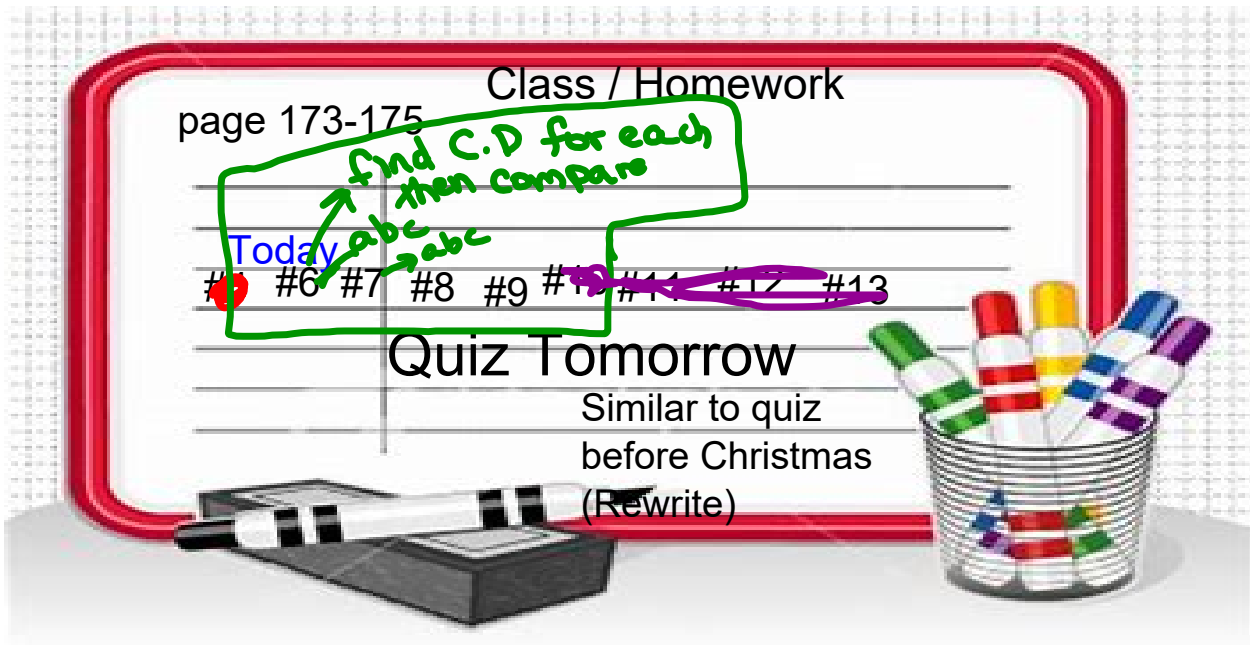 Class / Homework
page 173-175
find C.D for each
then compare
abc
abc
Today
#6 #7 #8 #9 #10 #11 #12 #13
Quiz Tomorrow
Similar to quiz
before Christmas
(Rewrite)